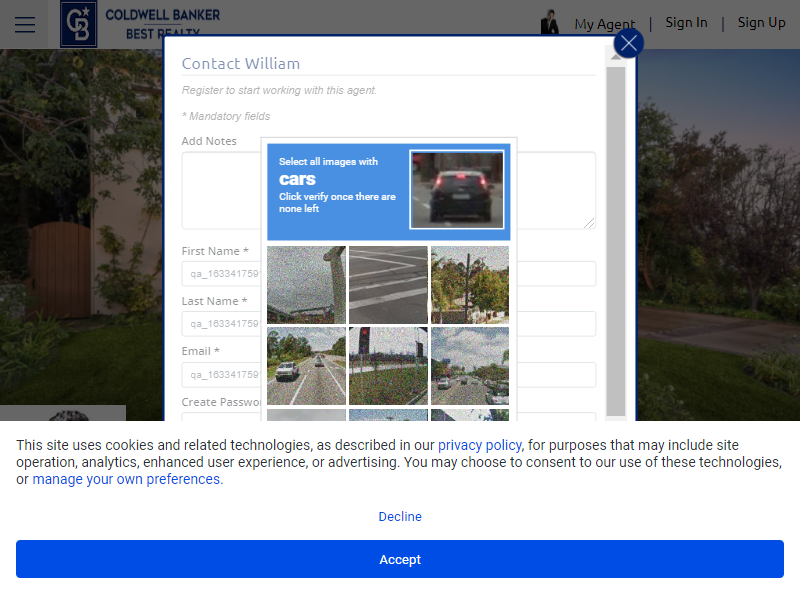 COLDWELL BANKER
BEST REALTY
My Agent | Sign In | Sign Up
Contact William
Register to start working with this agent.
* Mandatory fields
Add Notes
Select all images with
cars
Click verify once there are
none left
First Name *
qa_163341759
Last Name *
qa_163341759
Email *
qa_163341759
Create Passwo
This site uses cookies and related technologies, as described in our privacy policy, for purposes that may include site
operation, analytics, enhanced user experience, or advertising. You may choose to consent to our use of these technologies,
or manage your own preferences.
Decline
Accept